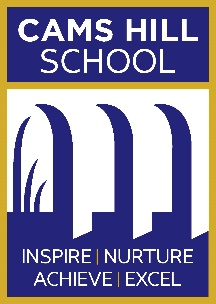 CAMS HILL
SCHOOL
INSPIRE | NURTURE
ACHIEVE | EXCEL